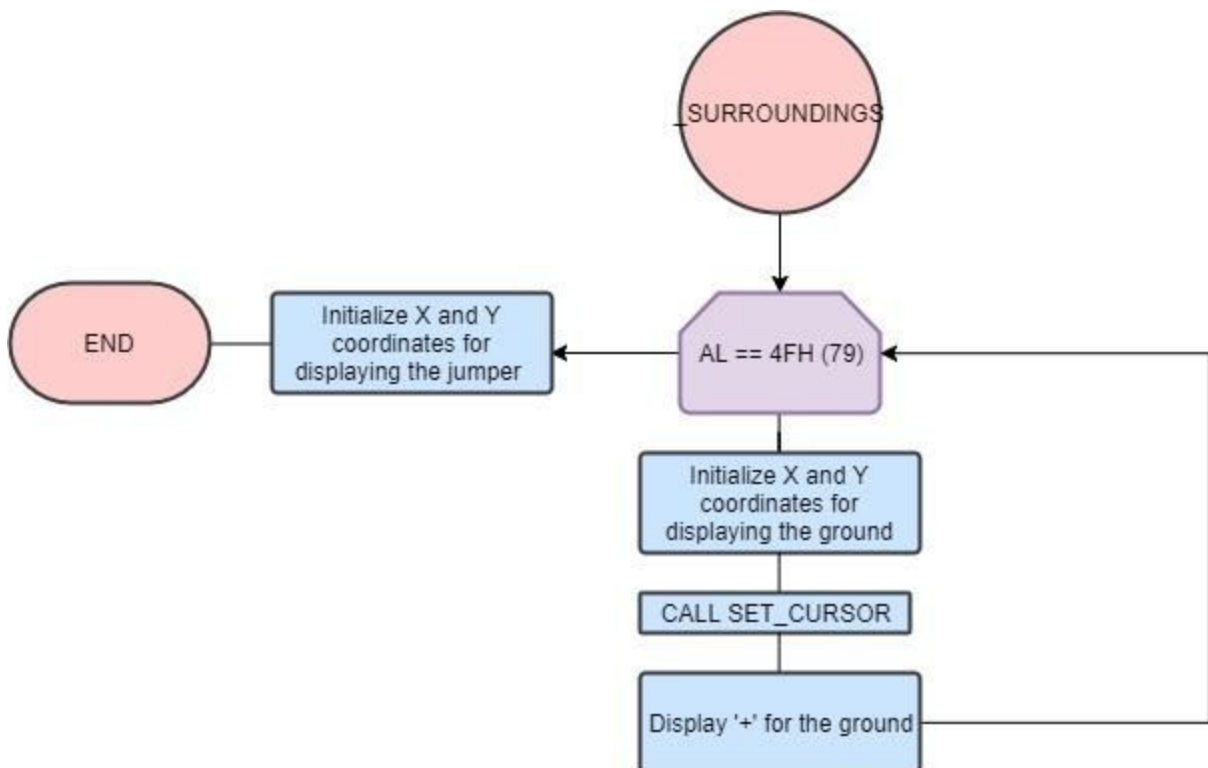 _SURROUNDINGS
AL == 4FH (79)
Initialize X and Y
coordinates for
displaying the jumper
END
Initialize X and Y
coordinates for
displaying the ground
CALL SET_CURSOR
Display '+' for the ground